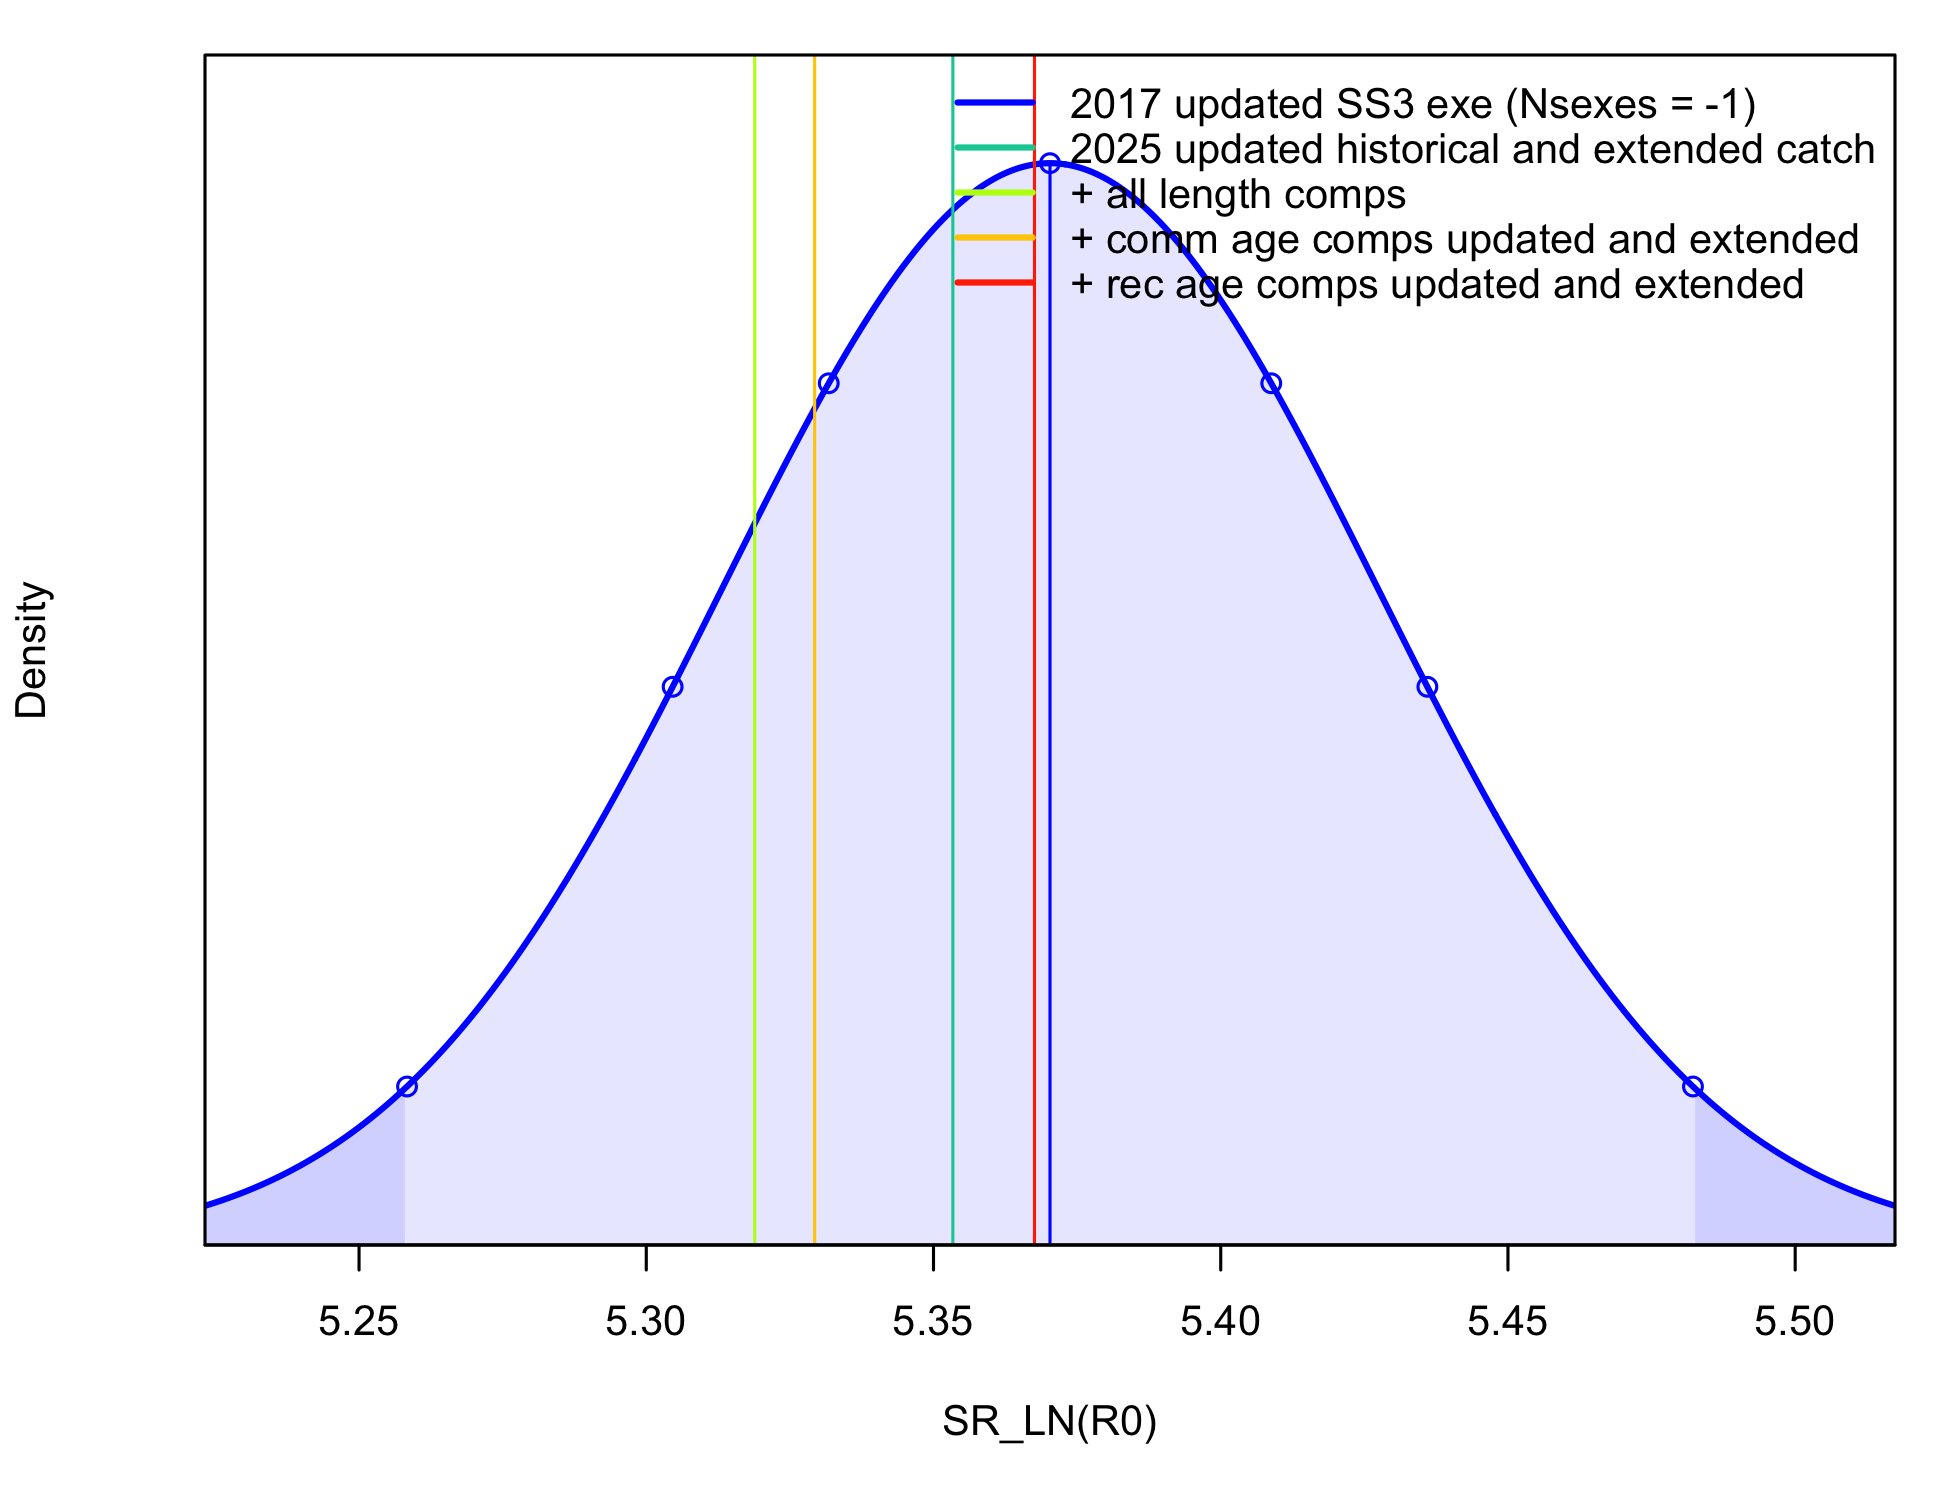 2017 updated SS3 exe (Nsexes = -1)
2025 updated historical and extended catch
+ all length comps
+ comm age comps updated and extended
+ rec age comps updated and extended
Density
5.25 5.30 5.35 5.40 5.45 5.50
SR_LN(R0)